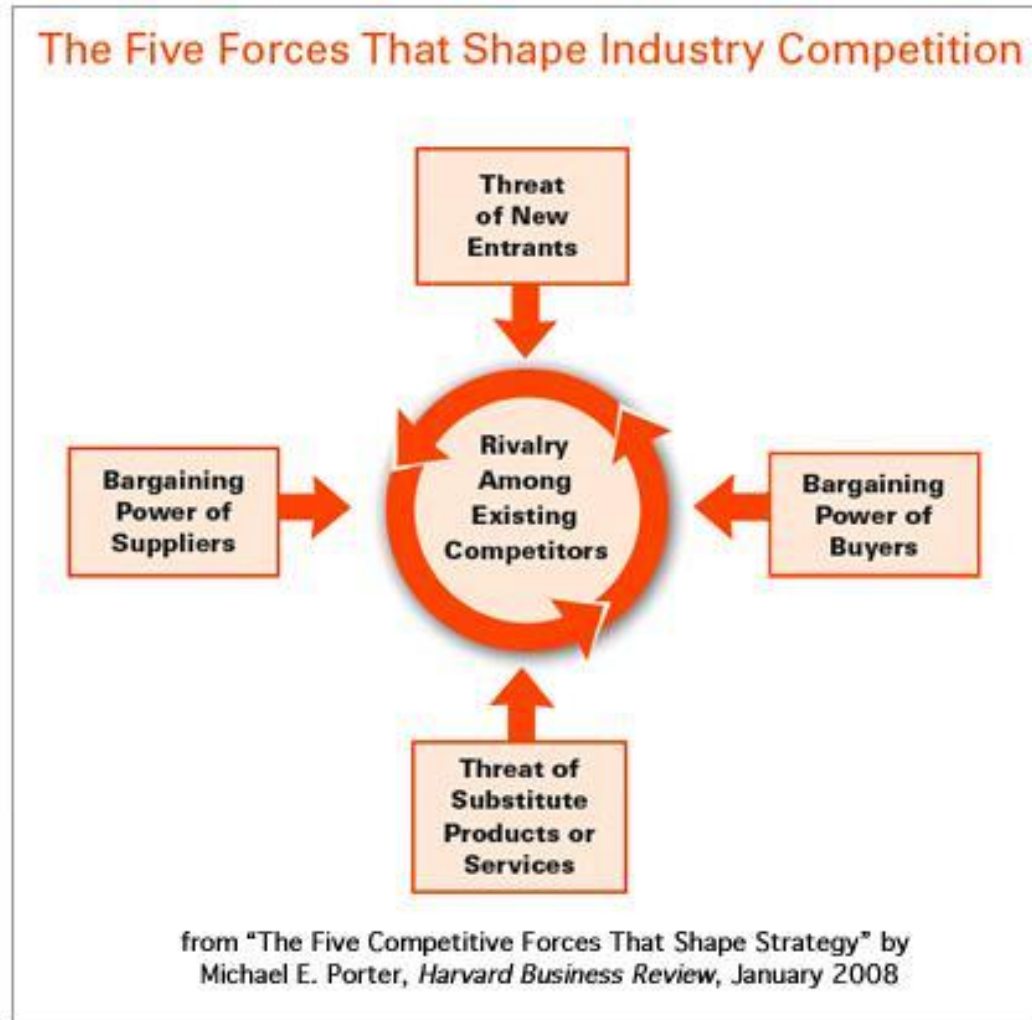 The Five Forces That Shape Industry Competition
Threat
of New
Entrants
Bargaining
Power of
Suppliers
Rivalry
Among
Existing
Competitors
Bargaining
Power of
Buyers
Threat of
Substitute
Products or
Services
from “The Five Competitive Forces That Shape Strategy” by
Michael E. Porter, Harvard Business Review, January 2008